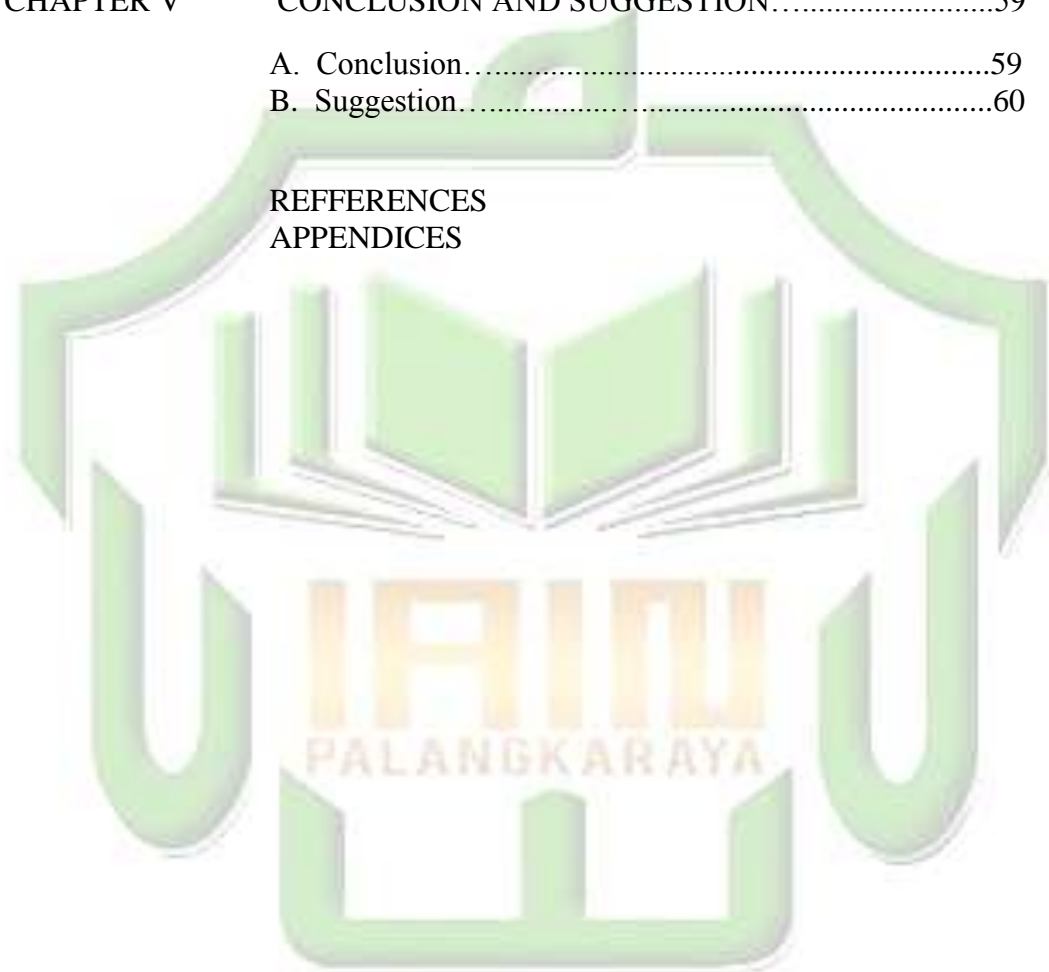 CHAPTER V CONCLUSION AND SUGGESTION…........................59
A. Conclusion…..................................................................59
B. Suggestion…..................................................................60
REFFERENCES
APPENDICES
IAIN
PALANGKARAYA